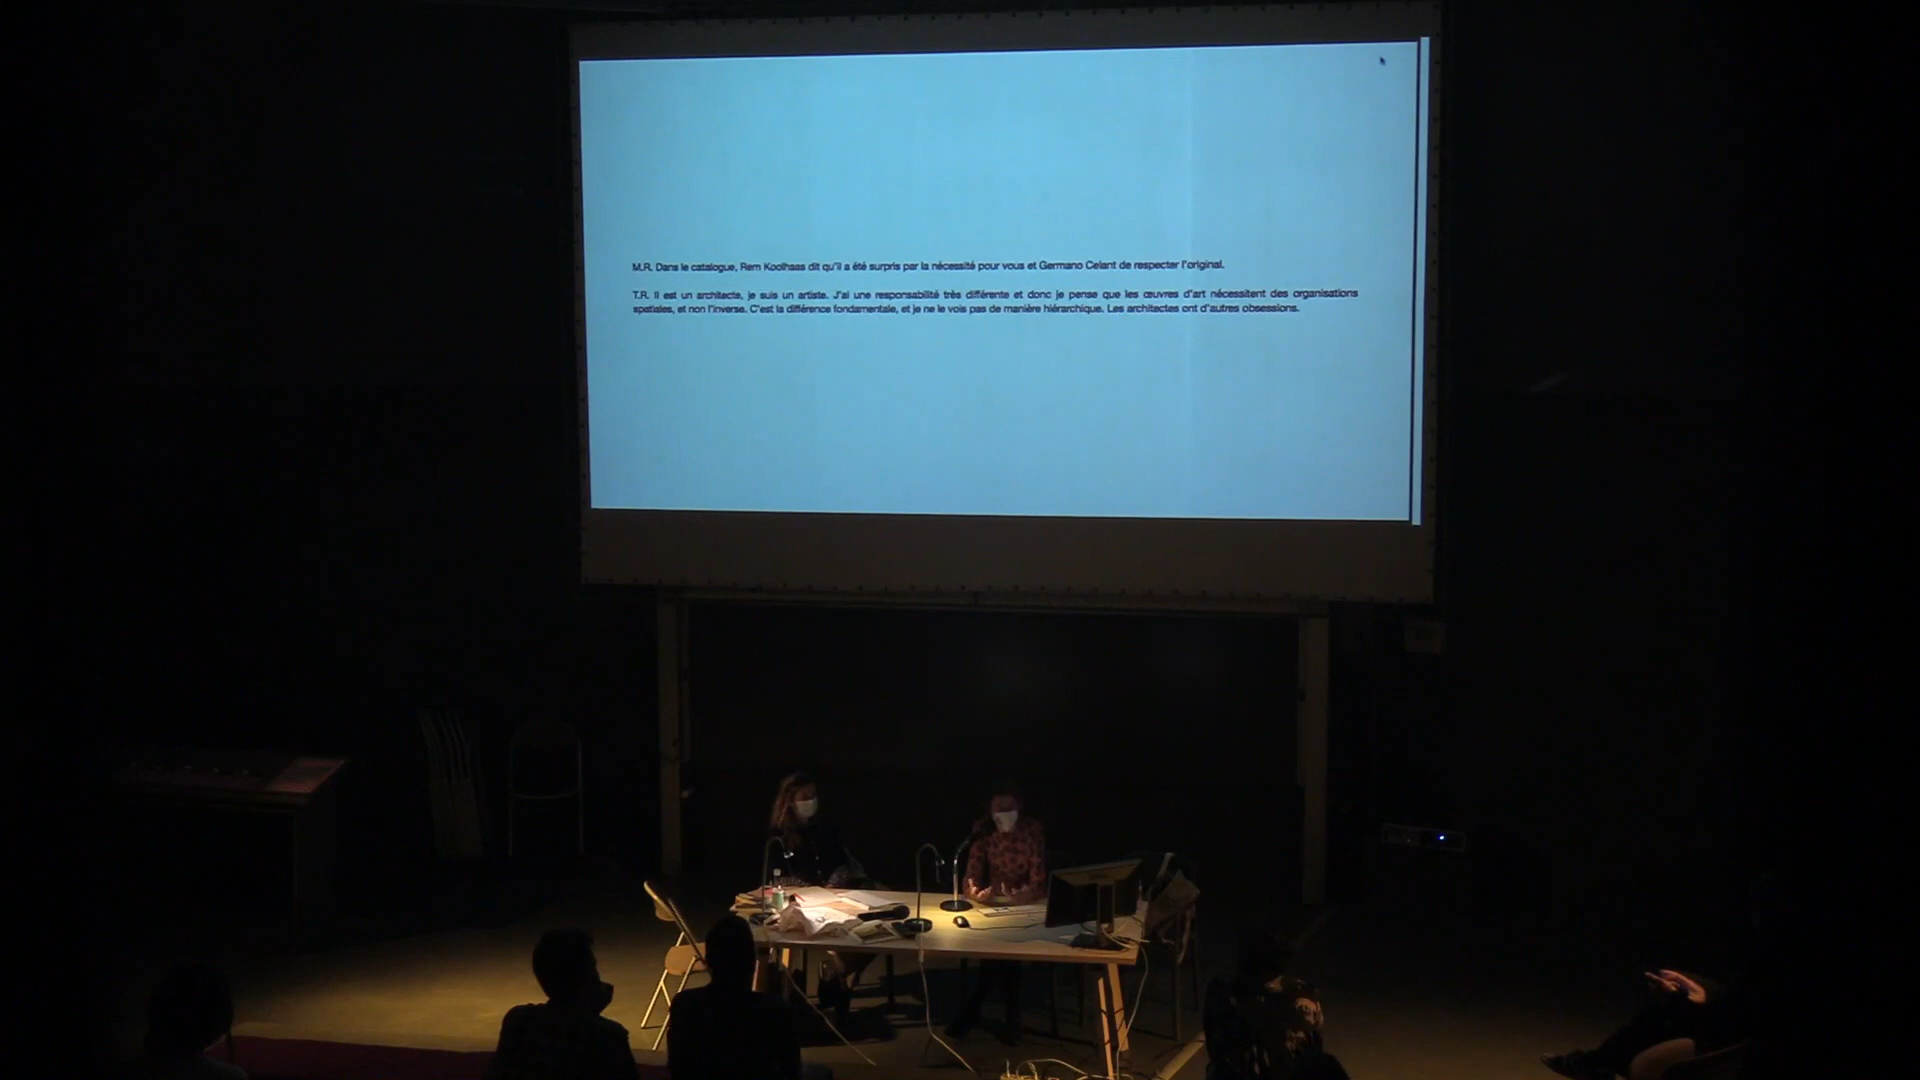 M.R. Dans le catalogue, Rem Koolhaas dit qu'il a été surpris par la nécessité pour vous et Germano Celant de respecter l'original.
T.R. Il est un architecte, je suis un artiste. J'ai une responsabilité très différente et donc je pense que les œuvres d'art nécessitent des organisations
spatiales, et non l'inverse. C'est la différence fondamentale, et je ne le vois pas de manière hiérarchique. Les architectes ont d'autres obsessions.